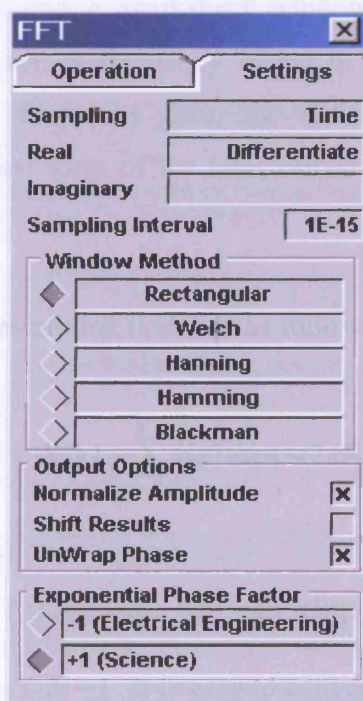 FFT
Operation Settings
Sampling Time
Real Differentiate
Imaginary
Sampling Interval 1E-15
Window Method
Rectangular
Welch
Hanning
Hamming
Blackman
Output Options
Normalize Amplitude
Shift Results
UnWrap Phase
Exponential Phase Factor
-1 (Electrical Engineering)
+1 (Science)